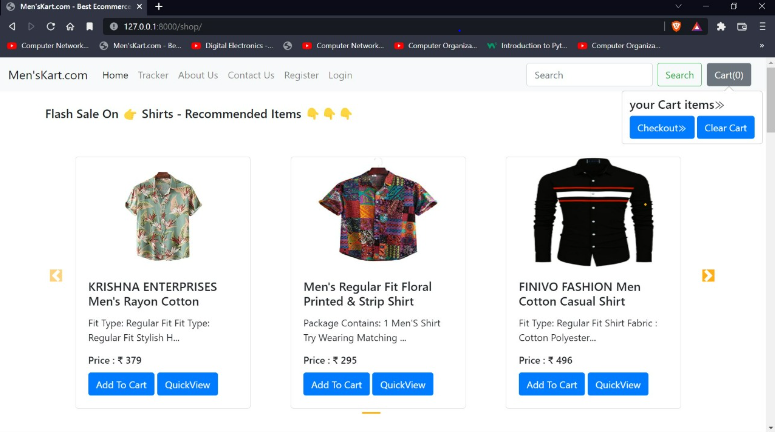 Men'sKart.com - Best Ecommerc
127.0.0.1:8000/shop/
Computer Network...
Men'sKart.com - Be...
Digital Electronics -...
Computer Network...
Computer Organiza...
Introduction to Pyt...
Computer Organiza...
»
Men'sKart.com
Home
Tracker
About Us
Contact Us
Register
Login
Search
Search
Cart(0)
your Cart items»
Checkout»
Clear Cart
Flash Sale On 👉 Shirts - Recommended Items 👇👇👇
KRISHNA ENTERPRISES
Men's Rayon Cotton
Fit Type: Regular Fit Fit Type:
Regular Fit Stylish H...
Price : ₹ 379
Add To Cart
QuickView
Men's Regular Fit Floral
Printed & Strip Shirt
Package Contains: 1 Men'S Shirt
Try Wearing Matching ...
Price : ₹ 295
Add To Cart
QuickView
FINIVO FASHION Men
Cotton Casual Shirt
Fit Type: Regular Fit Shirt Fabric :
Cotton Polyester...
Price : ₹ 496
Add To Cart
QuickView